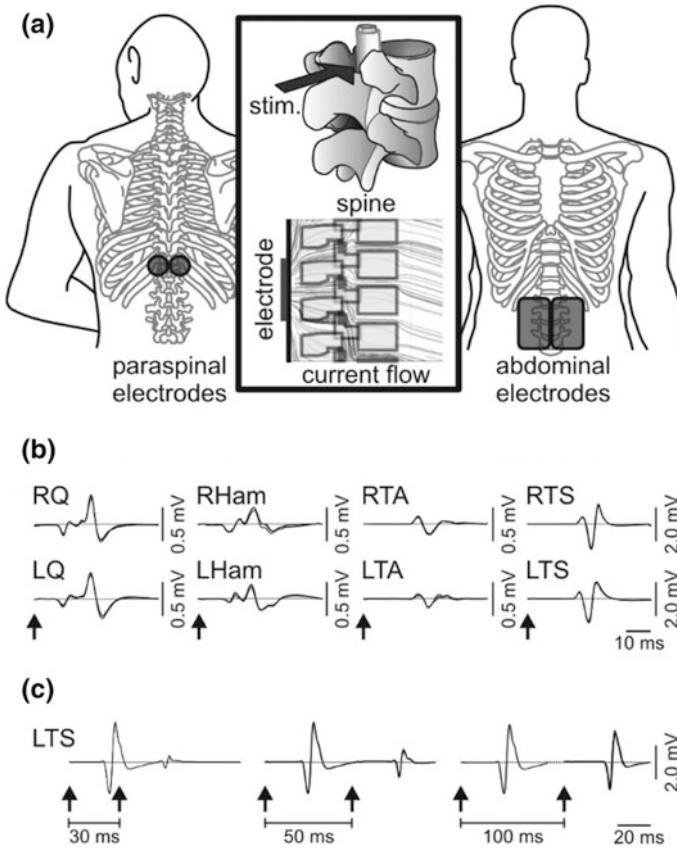 (a)
stim.
spine
electrode
current flow
paraspinal
electrodes
abdominal
electrodes
(b)
RQ
0.5 mV
RHam
0.5 mV
RTA
0.5 mV
RTS
2.0 mV
LQ
0.5 mV
LHam
0.5 mV
LTA
0.5 mV
LTS
2.0 mV
10 ms
(c)
LTS
2.0 mV
30 ms
50 ms
100 ms
20 ms